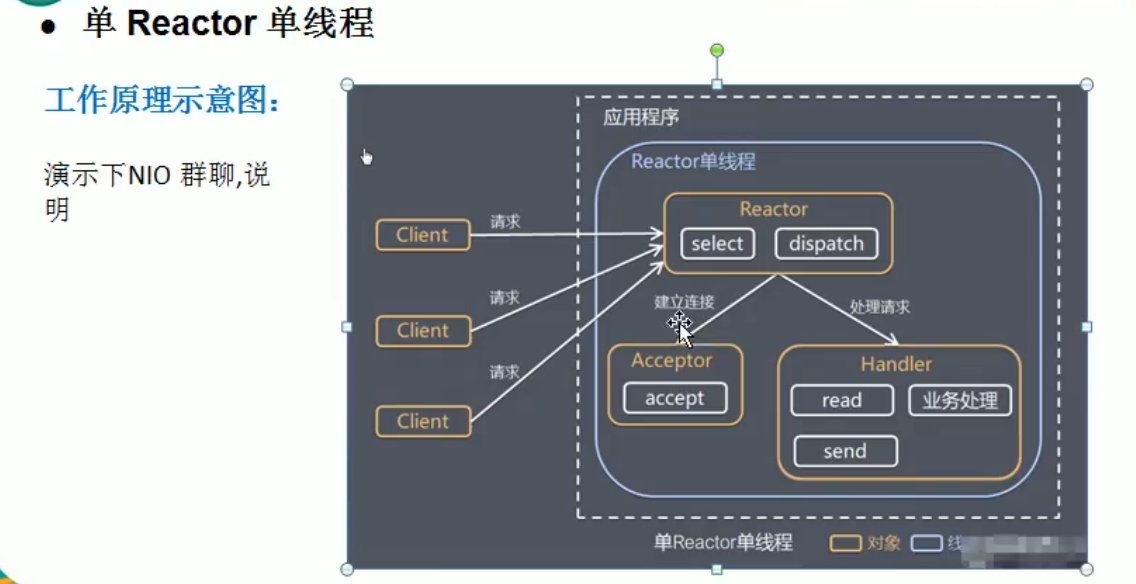 ● 单 Reactor 单线程
工作原理示意图：
演示下NIO 群聊,说
明
应用程序
Reactor单线程
Reactor
select
dispatch
Client
请求
Client
请求
Client
请求
建立连接
处理请求
Acceptor
accept
Handler
read
业务处理
send
单Reactor单线程
对象
线